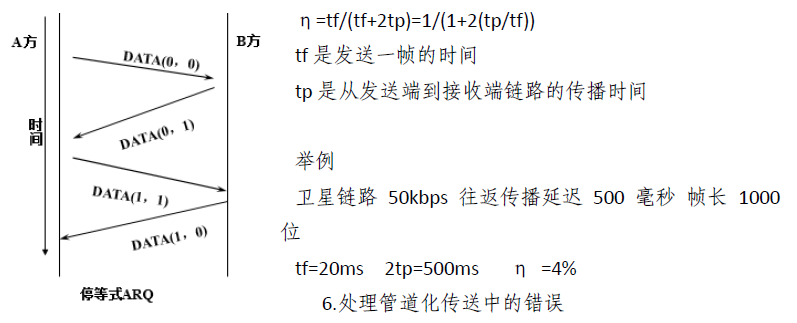 A方
B方
DATA(0，0)
DATA(0，1)
时间
DATA(1，1)
DATA(1，0)
停等式ARQ
η =tf/(tf+2tp)=1/(1+2(tp/tf))
tf 是发送一帧的时间
tp 是从发送端到接收端链路的传播时间
举例
卫星链路 50kbps 往返传播延迟 500 毫秒 帧长 1000
位
tf=20ms 2tp=500ms η =4%
6.处理管道化传送中的错误